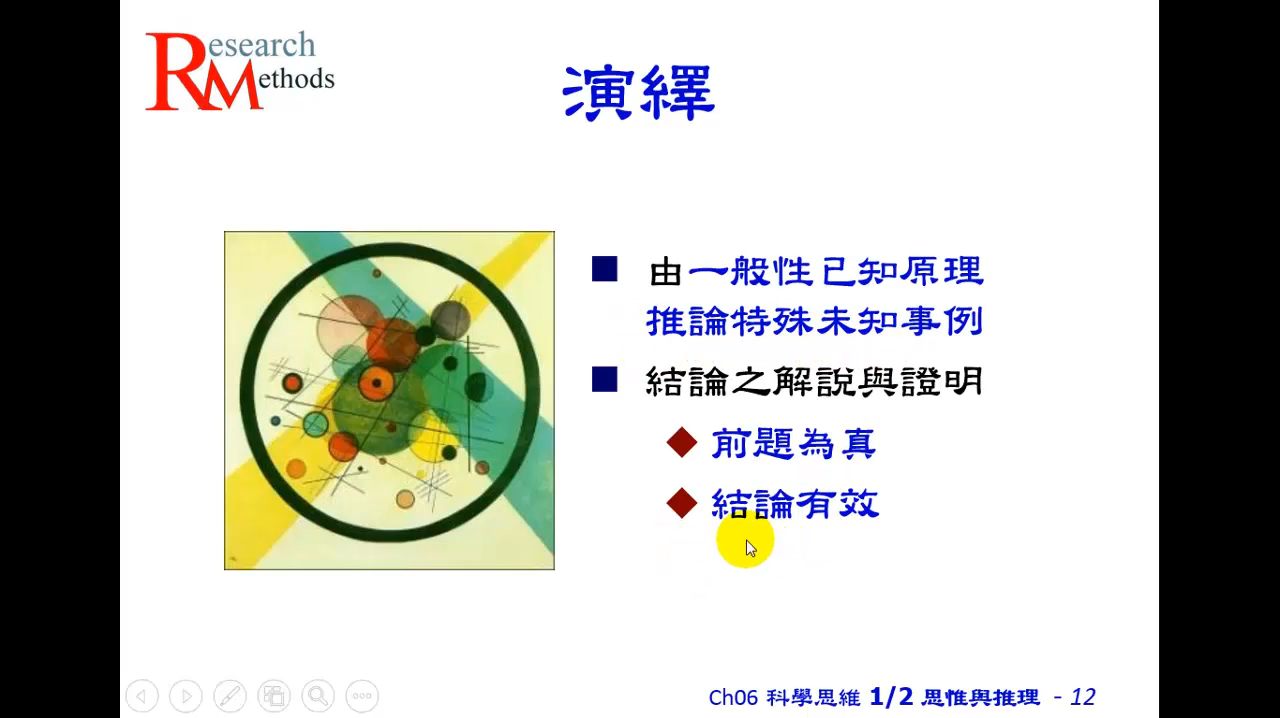 Research
Methods
演繹
由一般性已知原理
推論特殊未知事例
結論之解說與證明
前題為真
結論有效
Ch06 科學思維 1/2 思惟與推理 - 12